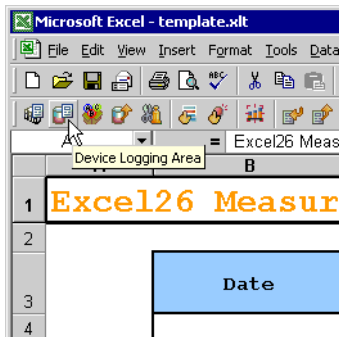 Microsoft Excel - template.xlt
File Edit View Insert Format Tools Data
= Excel26 Meas
Device Logging Area
B
1 Excel26 Measur
2
Date
3
4